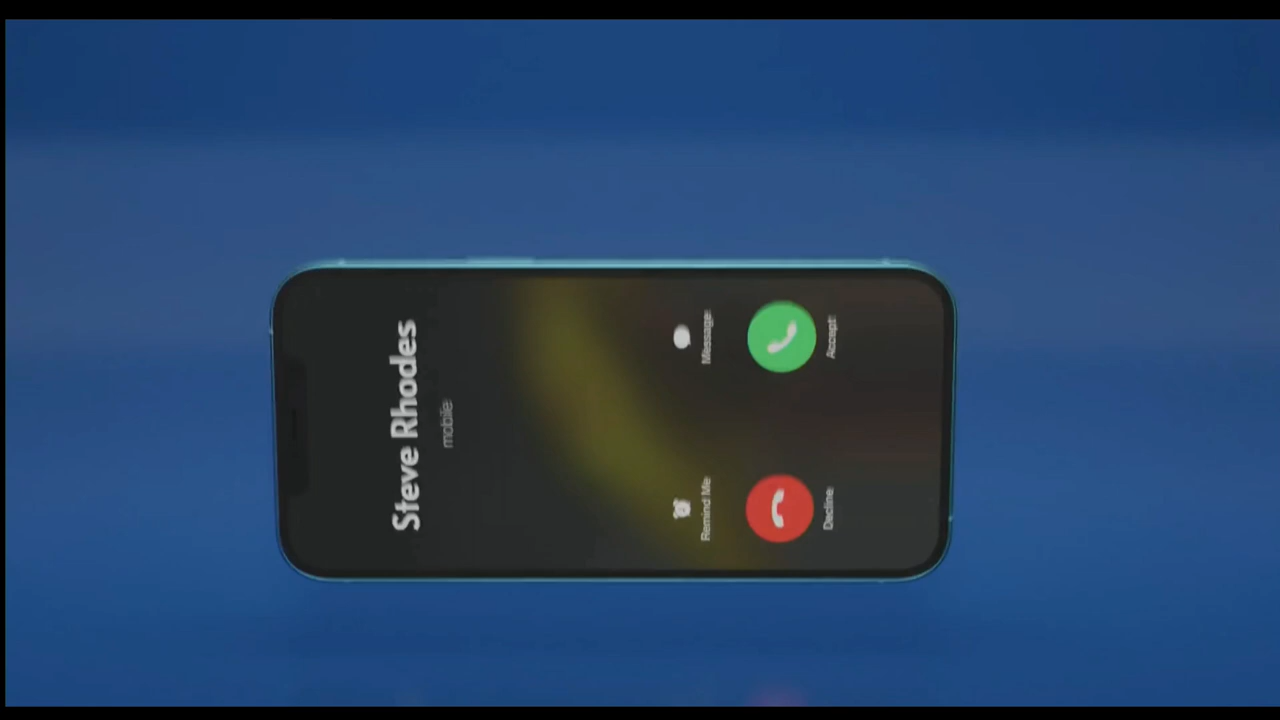 Steve Rhodes
mobile
Remind Me
Message
Decline
Accept